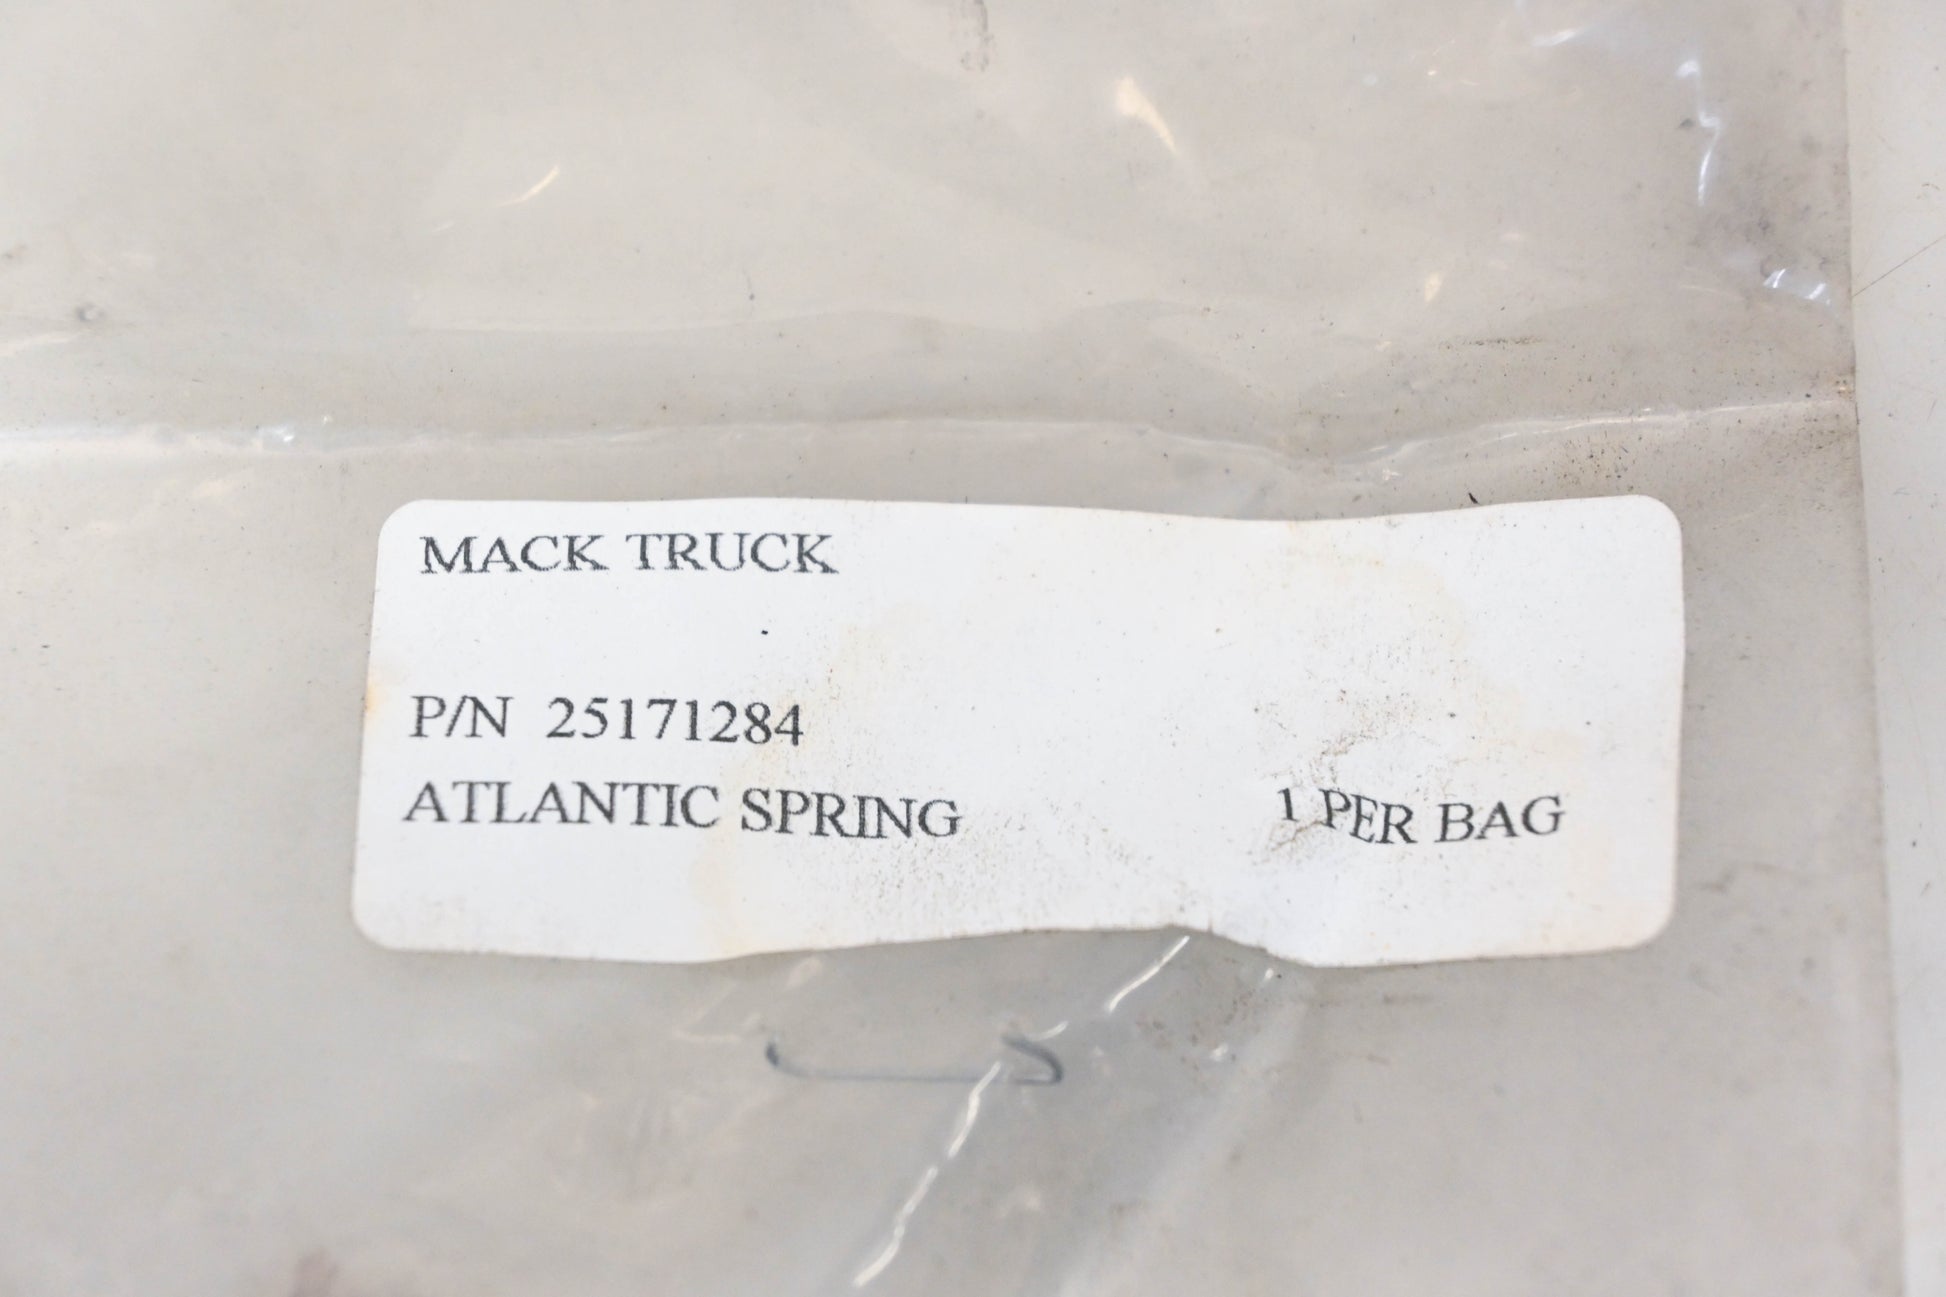 MACK TRUCK
P/N 25171284
ATLANTIC SPRING 1 PER BAG